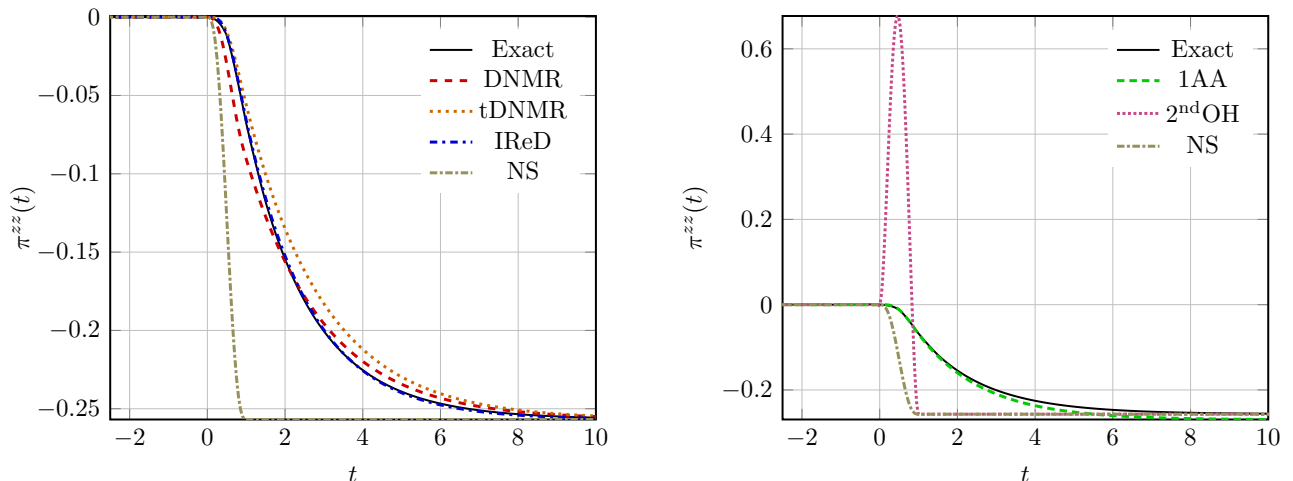 0
−0.05
−0.1
−0.15
−0.2
−0.25
π^{zz}(t)
Exact
DNMR
tDNMR
IReD
NS
−2
0
2
4
6
8
10
t
0.6
0.4
0.2
0
−0.2
π^{zz}(t)
Exact
1AA
2^{nd}OH
NS
−2
0
2
4
6
8
10
t